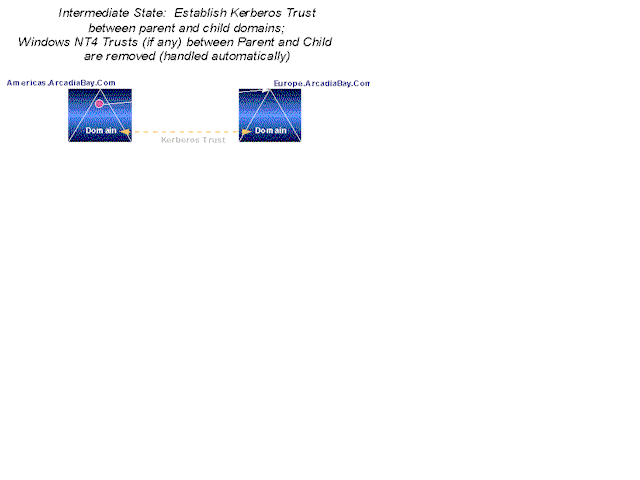 Intermediate State:  Establish Kerberos Trust
between parent and child domains;
Windows NT4 Trusts (if any) between Parent and Child
are removed (handled automatically)
Americas.ArcadiaBay.Com
Europe.ArcadiaBay.Com
Domain
Domain
Kerberos Trust